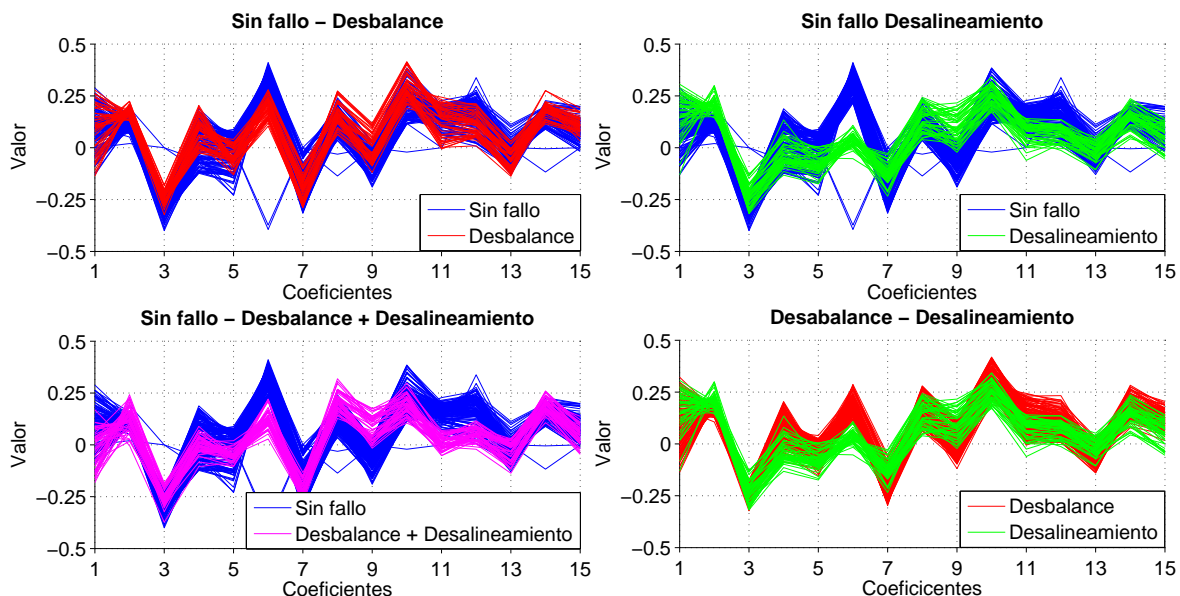 Sin fallo − Desbalance
0.5
0.25
0
−0.25
−0.5
Valor
1 3 5 7 9 11 13 15
Coeficientes
Sin fallo
Desbalance
Sin fallo Desalineamiento
0.5
0.25
0
−0.25
−0.5
Valor
1 3 5 7 9 11 13 15
Coeficientes
Sin fallo
Desalineamiento
Sin fallo − Desbalance + Desalineamiento
0.5
0.25
0
−0.25
−0.5
Valor
1 3 5 7 9 11 13 15
Coeficientes
Sin fallo
Desbalance + Desalineamiento
Desabalance − Desalineamiento
0.5
0.25
0
−0.25
−0.5
Valor
1 3 5 7 9 11 13 15
Coeficicentes
Desbalance
Desalineamiento